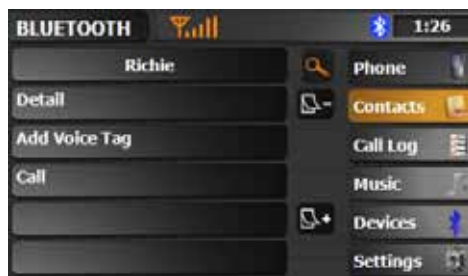 BLUETOOTH 1:26
Richie
Detail
Add Voice Tag
Call
Phone
Contacts
Call Log
Music
Devices
Settings